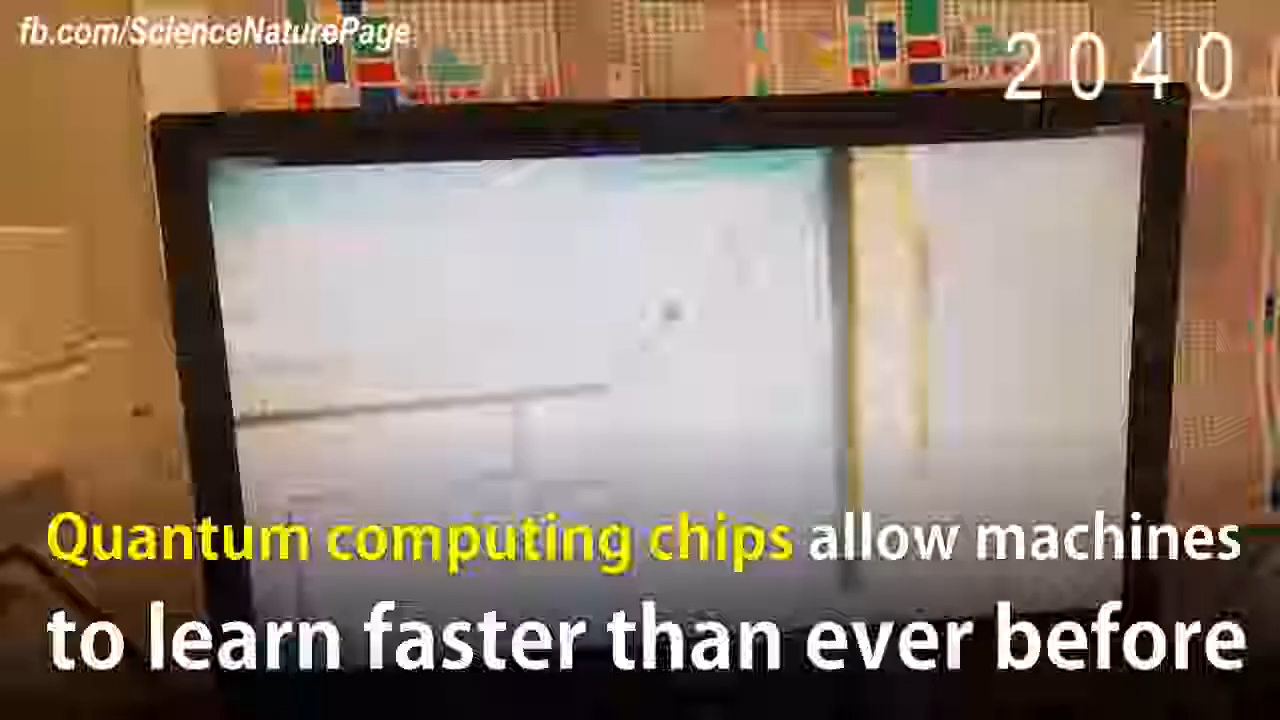 fb.com/ScienceNaturePage
2040
Quantum computing chips allow machines
to learn faster than ever before